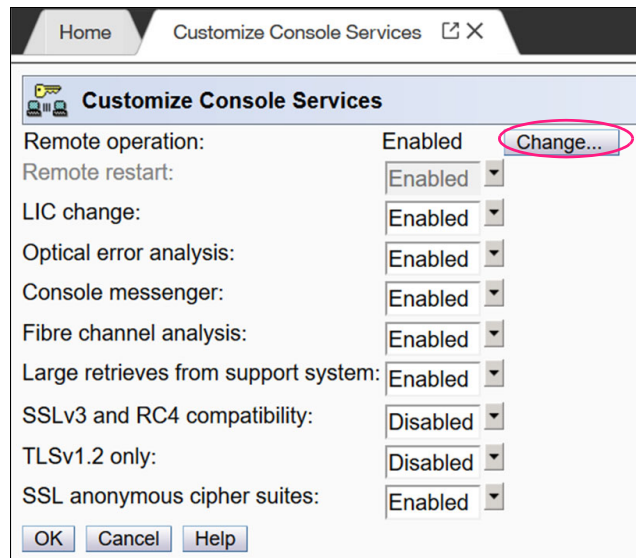 Home Customize Console Services
Customize Console Services
Remote operation: Enabled Change...
Remote restart: Enabled
LIC change: Enabled
Optical error analysis: Enabled
Console messenger: Enabled
Fibre channel analysis: Enabled
Large retrieves from support system: Enabled
SSLv3 and RC4 compatibility: Disabled
TLSv1.2 only: Disabled
SSL anonymous cipher suites: Enabled
OK Cancel Help